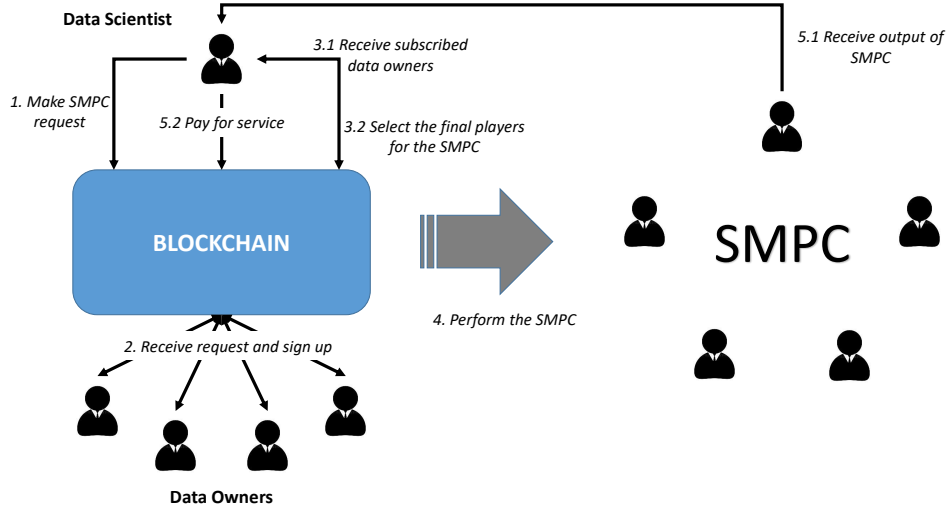 Data Scientist
3.1 Receive subscribed
data owners
5.1 Receive output of
SMPC
1. Make SMPC
request
5.2 Pay for service
3.2 Select the final players
for the SMPC
BLOCKCHAIN
SMPC
4. Perform the SMPC
2. Receive request and sign up
Data Owners